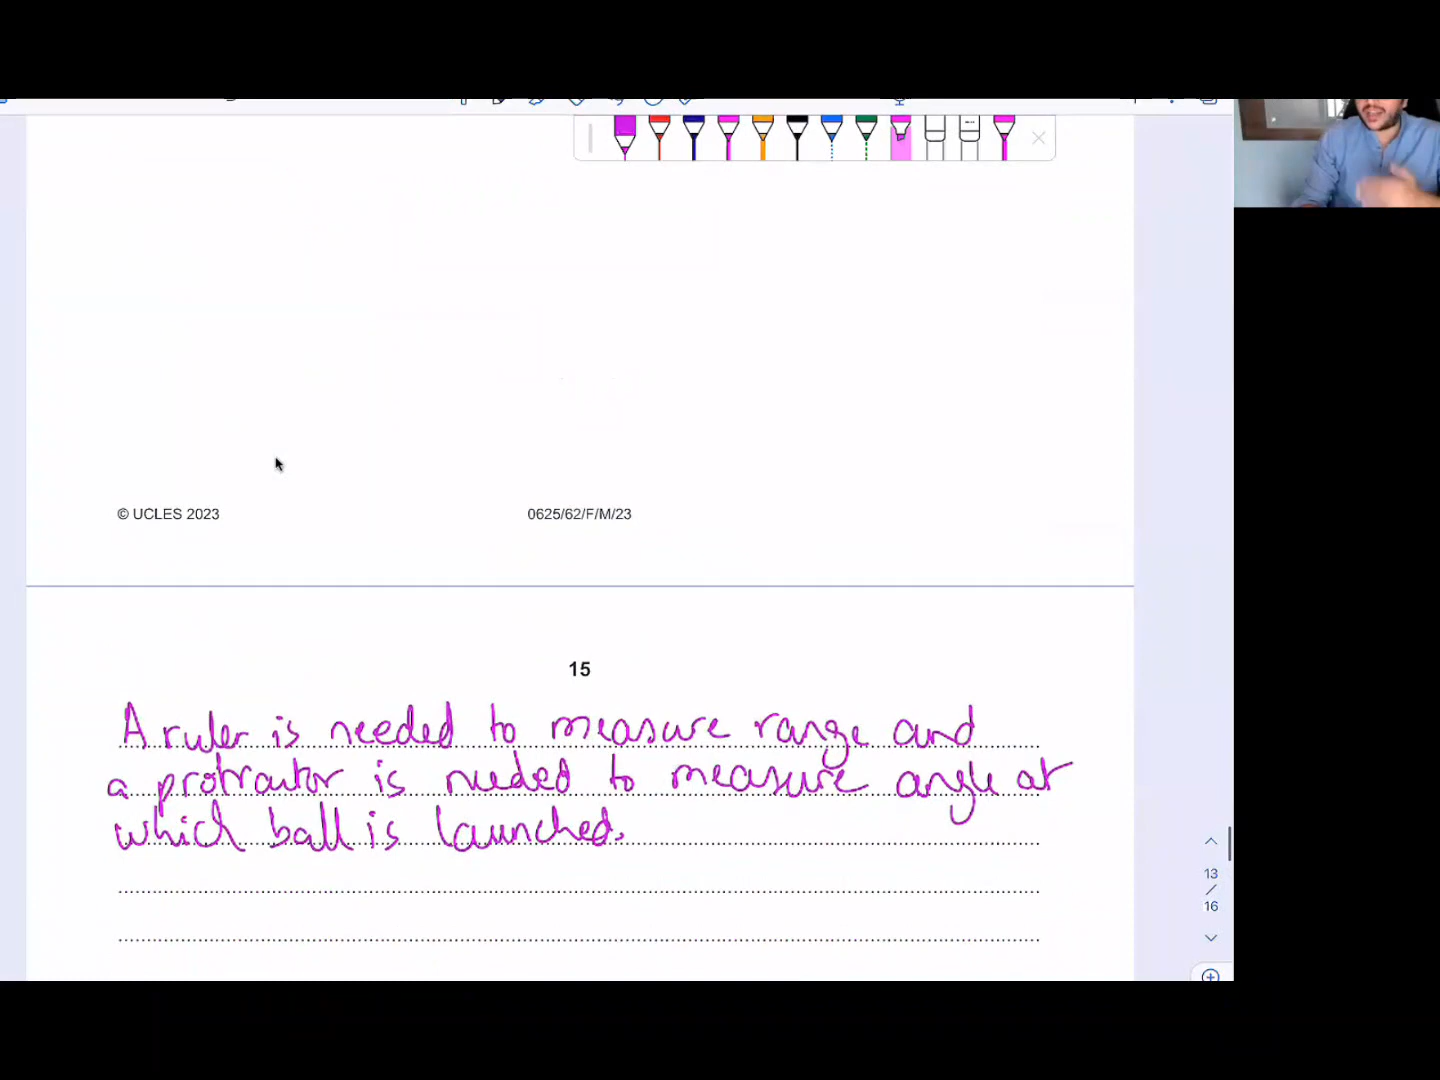 © UCLES 2023
0625/62/F/M/23
15
A ruler is needed to measure range and
a protractor is needed to measure angle at
which ball is launched.
13
/
16